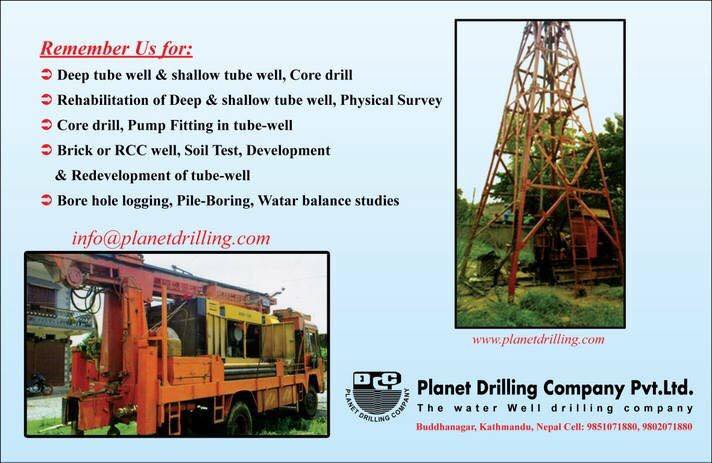 Remember Us for:
Deep tube well & shallow tube well, Core drill
Rehabilitation of Deep & shallow tube well, Physical Survey
Core drill, Pump Fitting in tube-well
Brick or RCC well, Soil Test, Development
& Redevelopment of tube-well
Bore hole logging, Pile-Boring, Watar balance studies
info@planetdrilling.com
www.planetdrilling.com
PLANET DRILLING COMPANY
Planet Drilling Company Pvt.Ltd.
The water Well drilling company
Buddhanagar, Kathmandu, Nepal Cell: 9851071880, 9802071880